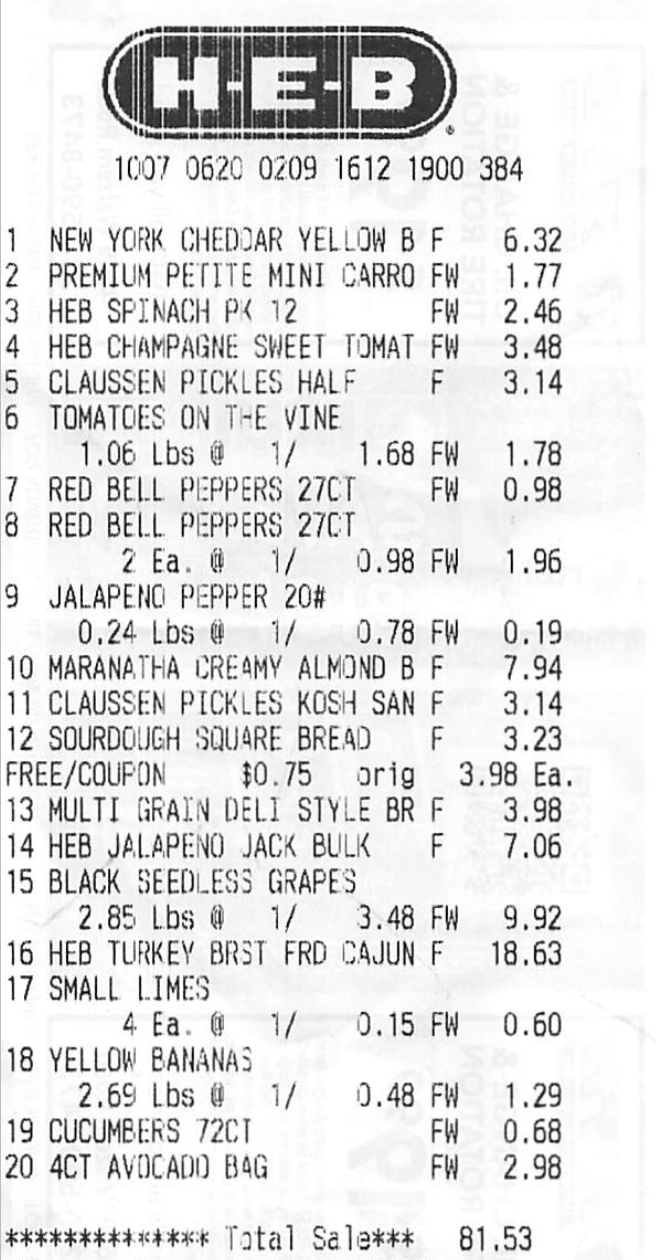 H-E-B
1007 0620 0209 1612 1900 384
1 NEW YORK CHEDDAR YELLOW B F 6.32
2 PREMIUM PETITE MINI CARRO FW 1.77
3 HEB SPINACH PK 12 FW 2.46
4 HEB CHAMPAGNE SWEET TOMAT FW 3.48
5 CLAUSSEN PICKLES HALF F 3.14
6 TOMATOES ON THE VINE
1.06 Lbs @ 1/ 1.68 FW 1.78
7 RED BELL PEPPERS 27CT FW 0.98
8 RED BELL PEPPERS 27CT
2 Ea. @ 1/ 0.98 FW 1.96
9 JALAPENO PEPPER 20#
0.24 Lbs @ 1/ 0.78 FW 0.19
10 MARANATHA CREAMY ALMOND B F 7.94
11 CLAUSSEN PICKLES KOSH SAN F 3.14
12 SOURDOUGH SQUARE BREAD F 3.23
FREE/COUPON $0.75 orig 3.98 Ea.
13 MULTI GRAIN DELI STYLE BR F 3.98
14 HEB JALAPENO JACK BULK F 7.06
15 BLACK SEEDLESS GRAPES
2.85 Lbs @ 1/ 3.48 FW 9.92
16 HEB TURKEY BRST FRD CAJUN F 18.63
17 SMALL LIMES
4 Ea. @ 1/ 0.15 FW 0.60
18 YELLOW BANANAS
2.69 Lbs @ 1/ 0.48 FW 1.29
19 CUCUMBERS 72CT FW 0.68
20 4CT AVOCADO BAG FW 2.98
************** Total Sale*** 81.53